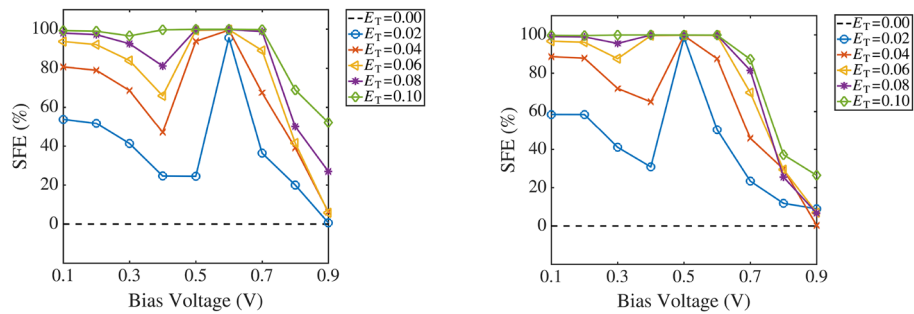 SFE (%)
100
80
60
40
20
0
0.1 0.3 0.5 0.7 0.9
Bias Voltage (V)
E_T=0.00
E_T=0.02
E_T=0.04
E_T=0.06
E_T=0.08
E_T=0.10
SFE (%)
100
80
60
40
20
0
0.1 0.3 0.5 0.7 0.9
Bias Voltage (V)
E_T=0.00
E_T=0.02
E_T=0.04
E_T=0.06
E_T=0.08
E_T=0.10